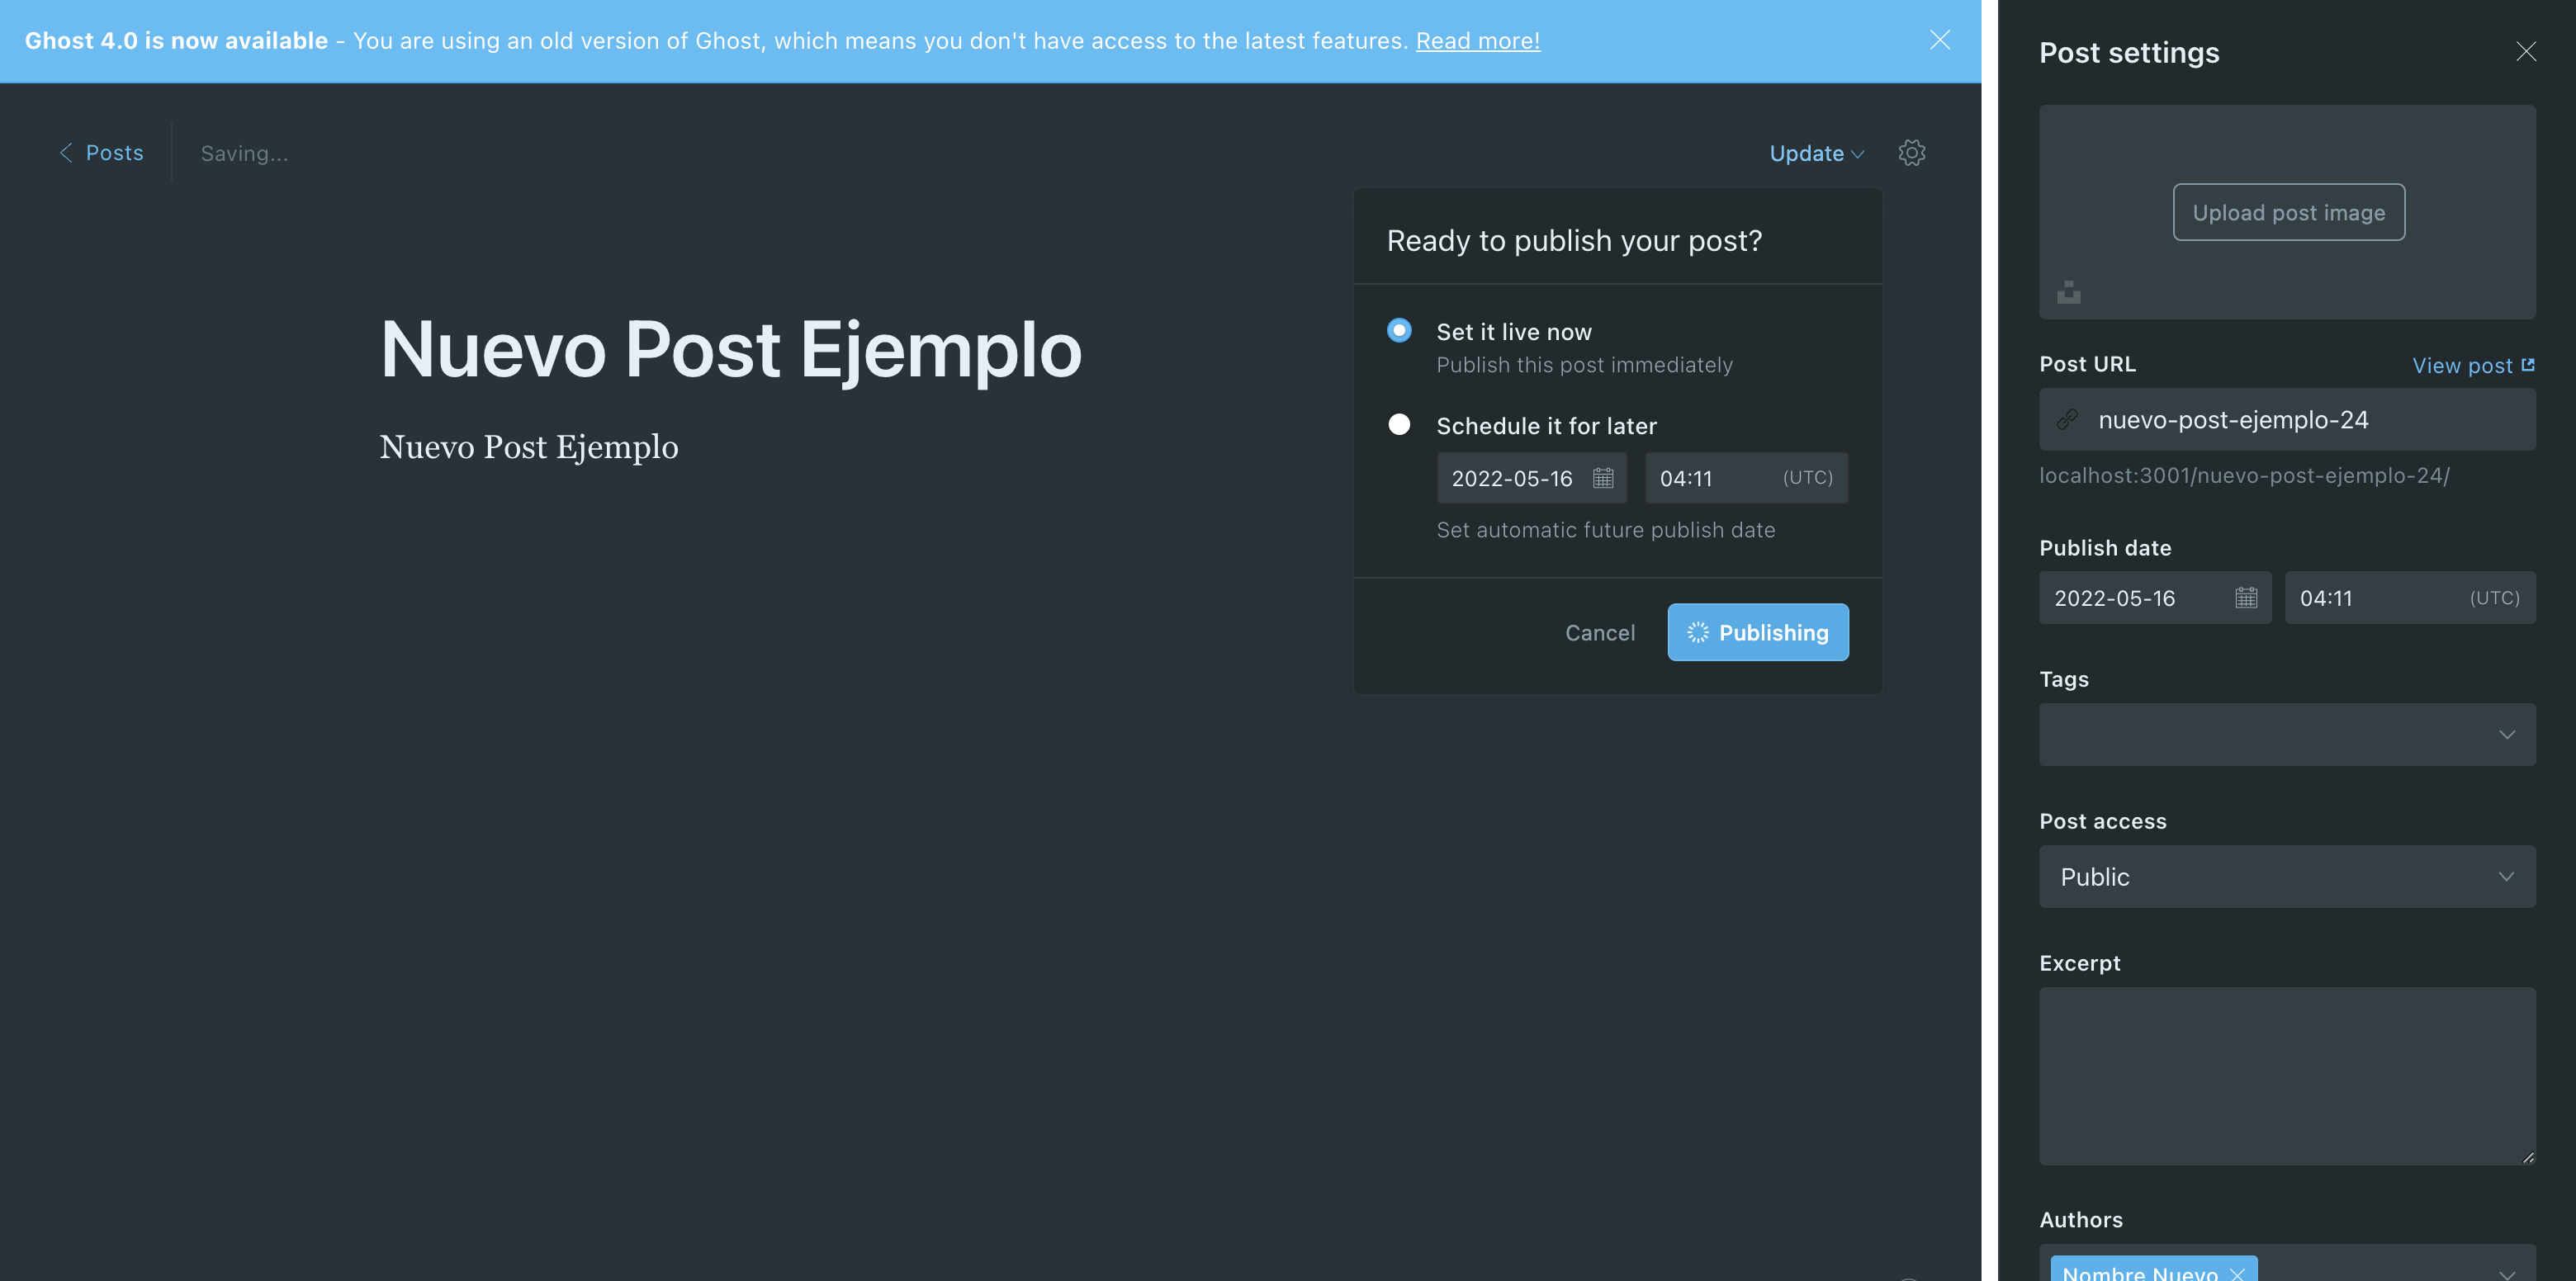 Ghost 4.0 is now available - You are using an old version of Ghost, which means you don't have access to the latest features. Read more!
Posts
Saving...
Update
Nuevo Post Ejemplo
Nuevo Post Ejemplo
Ready to publish your post?
Set it live now
Publish this post immediately
Schedule it for later
2022-05-16
04:11
(UTC)
Set automatic future publish date
Cancel
Publishing
Post settings
Upload post image
Post URL
View post
nuevo-post-ejemplo-24
localhost:3001/nuevo-post-ejemplo-24/
Publish date
2022-05-16
04:11
(UTC)
Tags
Post access
Public
Excerpt
Authors
Nombre Nuevo